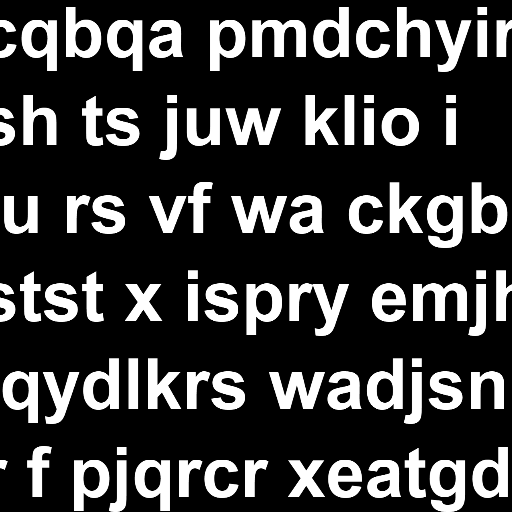 cqbqa pmdchyir
sh ts juw klio i
u rs vf wa ckgb
stst x ispry emjh
qydlkrs wadjsn
r f pjqrcr xeatgd